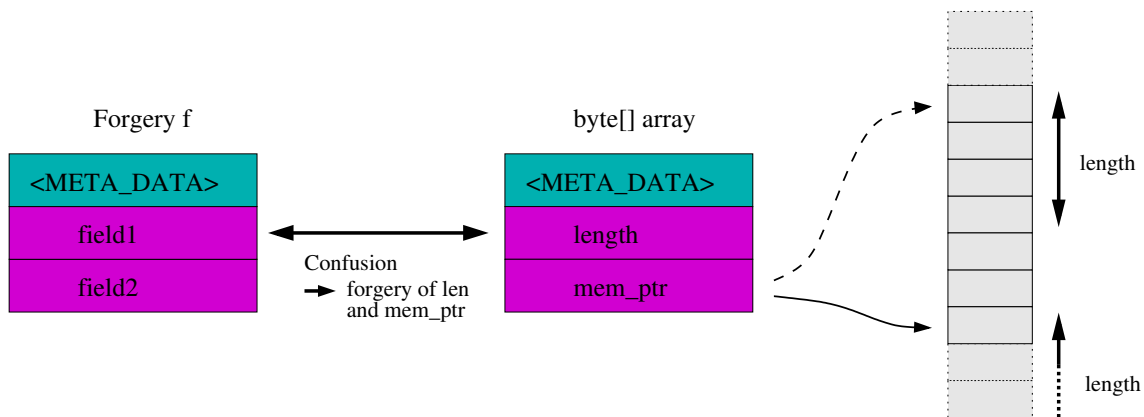 Forgery f
<META_DATA>
field1
field2
Confusion
forgery of len
and mem_ptr
byte[] array
<META_DATA>
length
mem_ptr
length
length